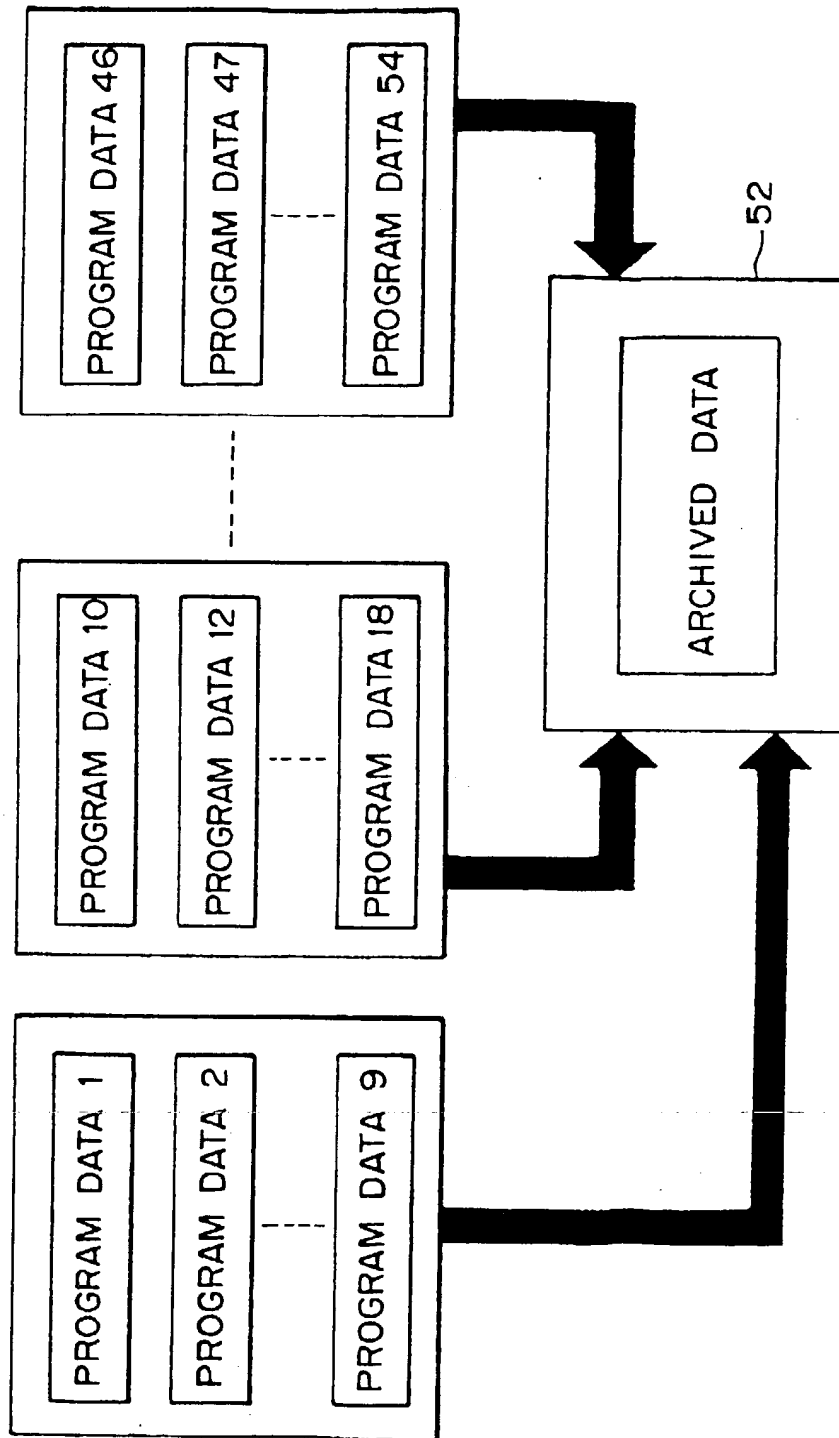 PROGRAM DATA 1
PROGRAM DATA 2
PROGRAM DATA 9
PROGRAM DATA 10
PROGRAM DATA 12
PROGRAM DATA 18
PROGRAM DATA 46
PROGRAM DATA 47
PROGRAM DATA 54
ARCHIVED DATA
52